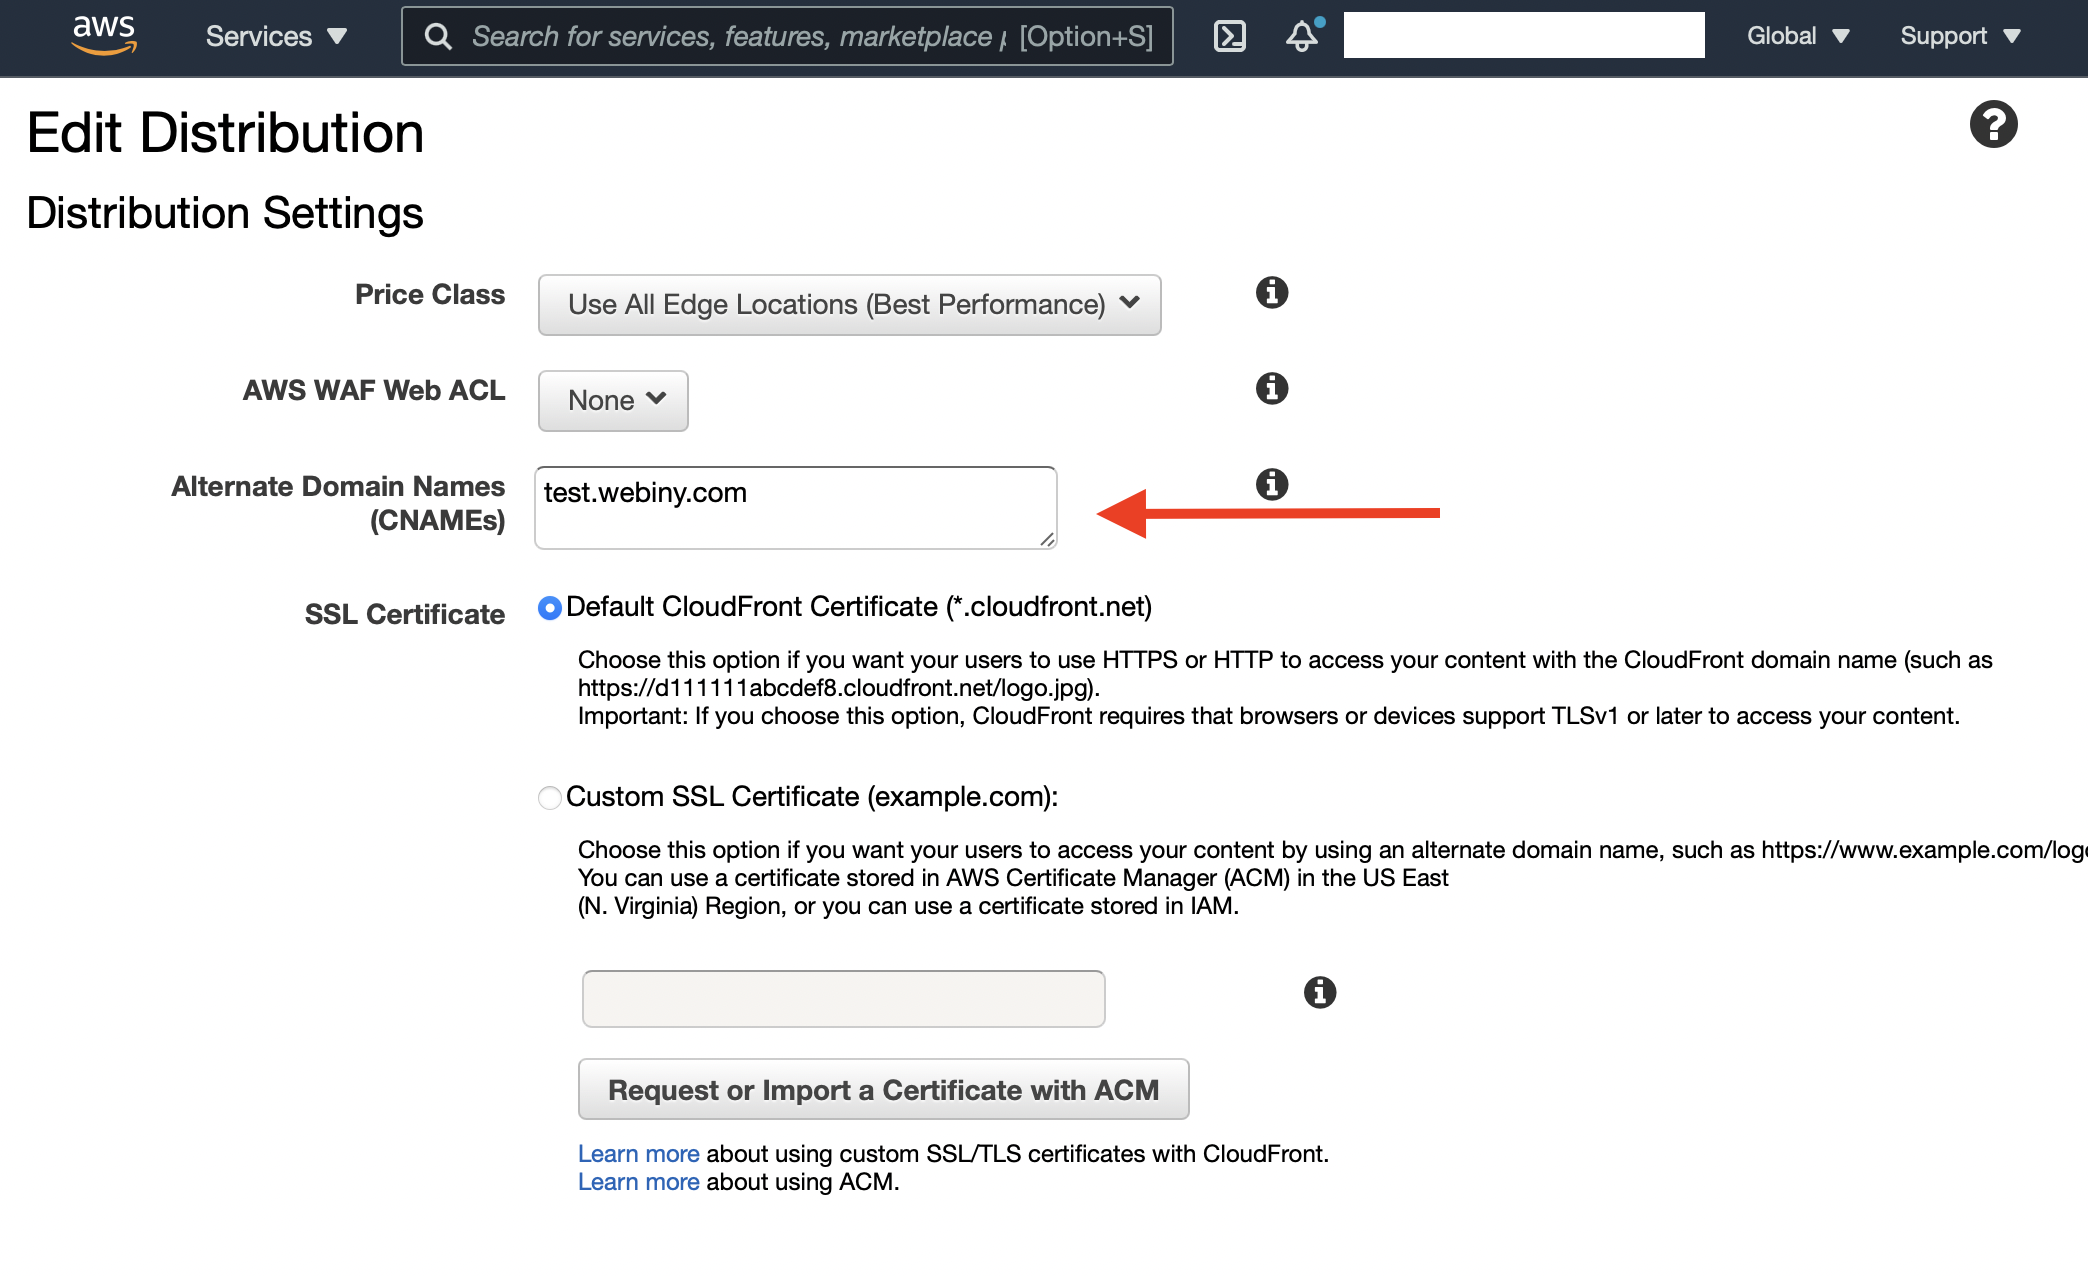 aws
Services
Search for services, features, marketplace [Option+S]
Global
Support
Edit Distribution
Distribution Settings
Price Class
Use All Edge Locations (Best Performance)
AWS WAF Web ACL
None
Alternate Domain Names
(CNAMEs)
test.webiny.com
SSL Certificate
Default CloudFront Certificate (*.cloudfront.net)
Choose this option if you want your users to use HTTPS or HTTP to access your content with the CloudFront domain name (such as
https://d111111abcdef8.cloudfront.net/logo.jpg).
Important: If you choose this option, CloudFront requires that browsers or devices support TLSv1 or later to access your content.
Custom SSL Certificate (example.com):
Choose this option if you want your users to access your content by using an alternate domain name, such as https://www.example.com/log
You can use a certificate stored in AWS Certificate Manager (ACM) in the US East
(N. Virginia) Region, or you can use a certificate stored in IAM.
Request or Import a Certificate with ACM
Learn more about using custom SSL/TLS certificates with CloudFront.
Learn more about using ACM.